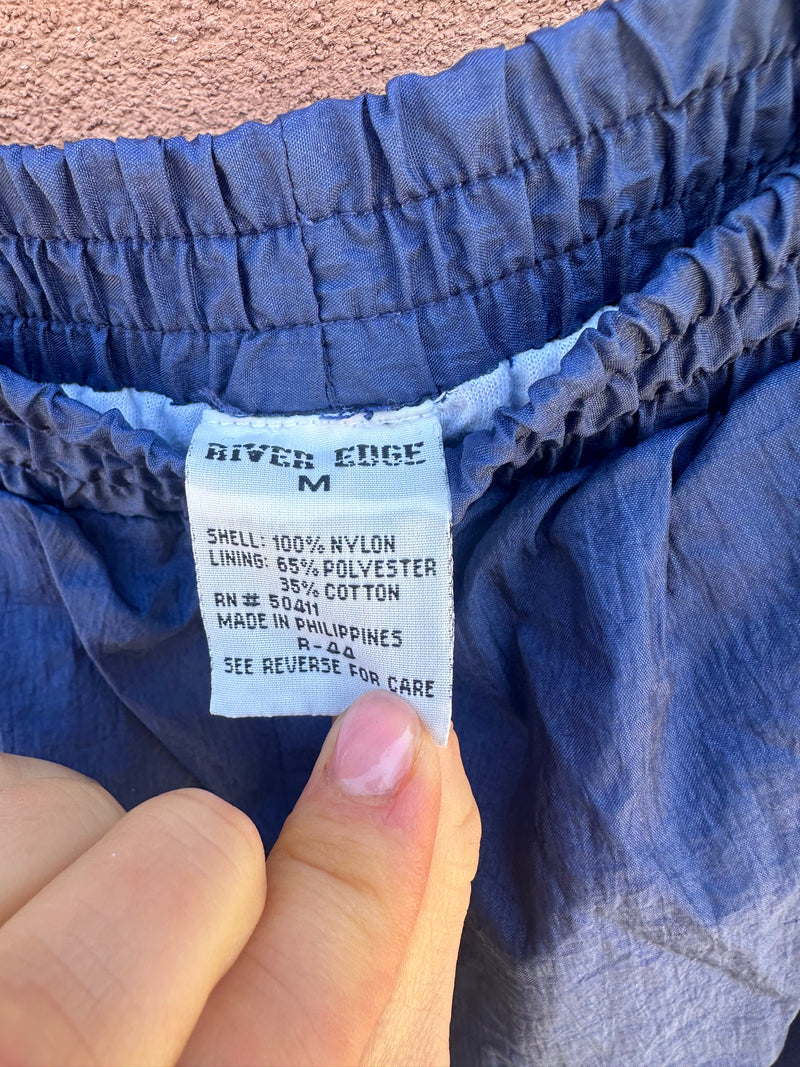 RIVER EDGE
M
SHELL: 100% NYLON
LINING: 65% POLYESTER
35% COTTON
RN# 50411
MADE IN PHILIPPINES
R-44
SEE REVERSE FOR CARE